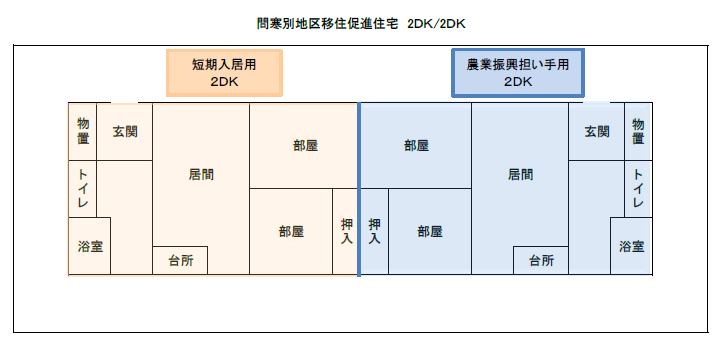 問寒別地区移住促進住宅 2DK/2DK
短期入居用
2DK
農業振興担い手用
2DK
物置
玄関
居間
部屋
部屋
居間
玄関
物置
トイレ
トイレ
部屋
押入
押入
部屋
浴室
台所
台所
浴室